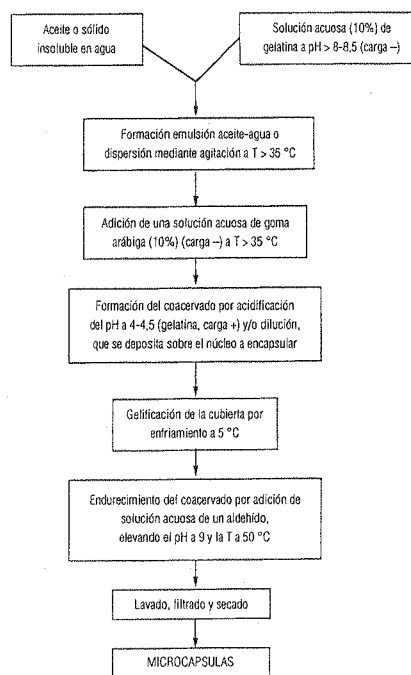 Aceite o sólido
insoluble en agua
Solución acuosa (10%) de
gelatina a pH > 8-8,5 (carga –)
Formación emulsión aceite-agua o
dispersión mediante agitación a T > 35 °C
Adición de una solución acuosa de goma
arábiga (10%) (carga –) a T > 35 °C
Formación del coacervado por acidificación
del pH a 4-4,5 (gelatina, carga +) y/o dilución,
que se deposita sobre el núcleo a encapsular
Gelificación de la cubierta por
enfriamiento a 5 °C
Endurecimiento del coacervado por adición de
solución acuosa de un aldehído,
elevando el pH a 9 y la T a 50 °C
Lavado, filtrado y secado
MICROCAPSULAS